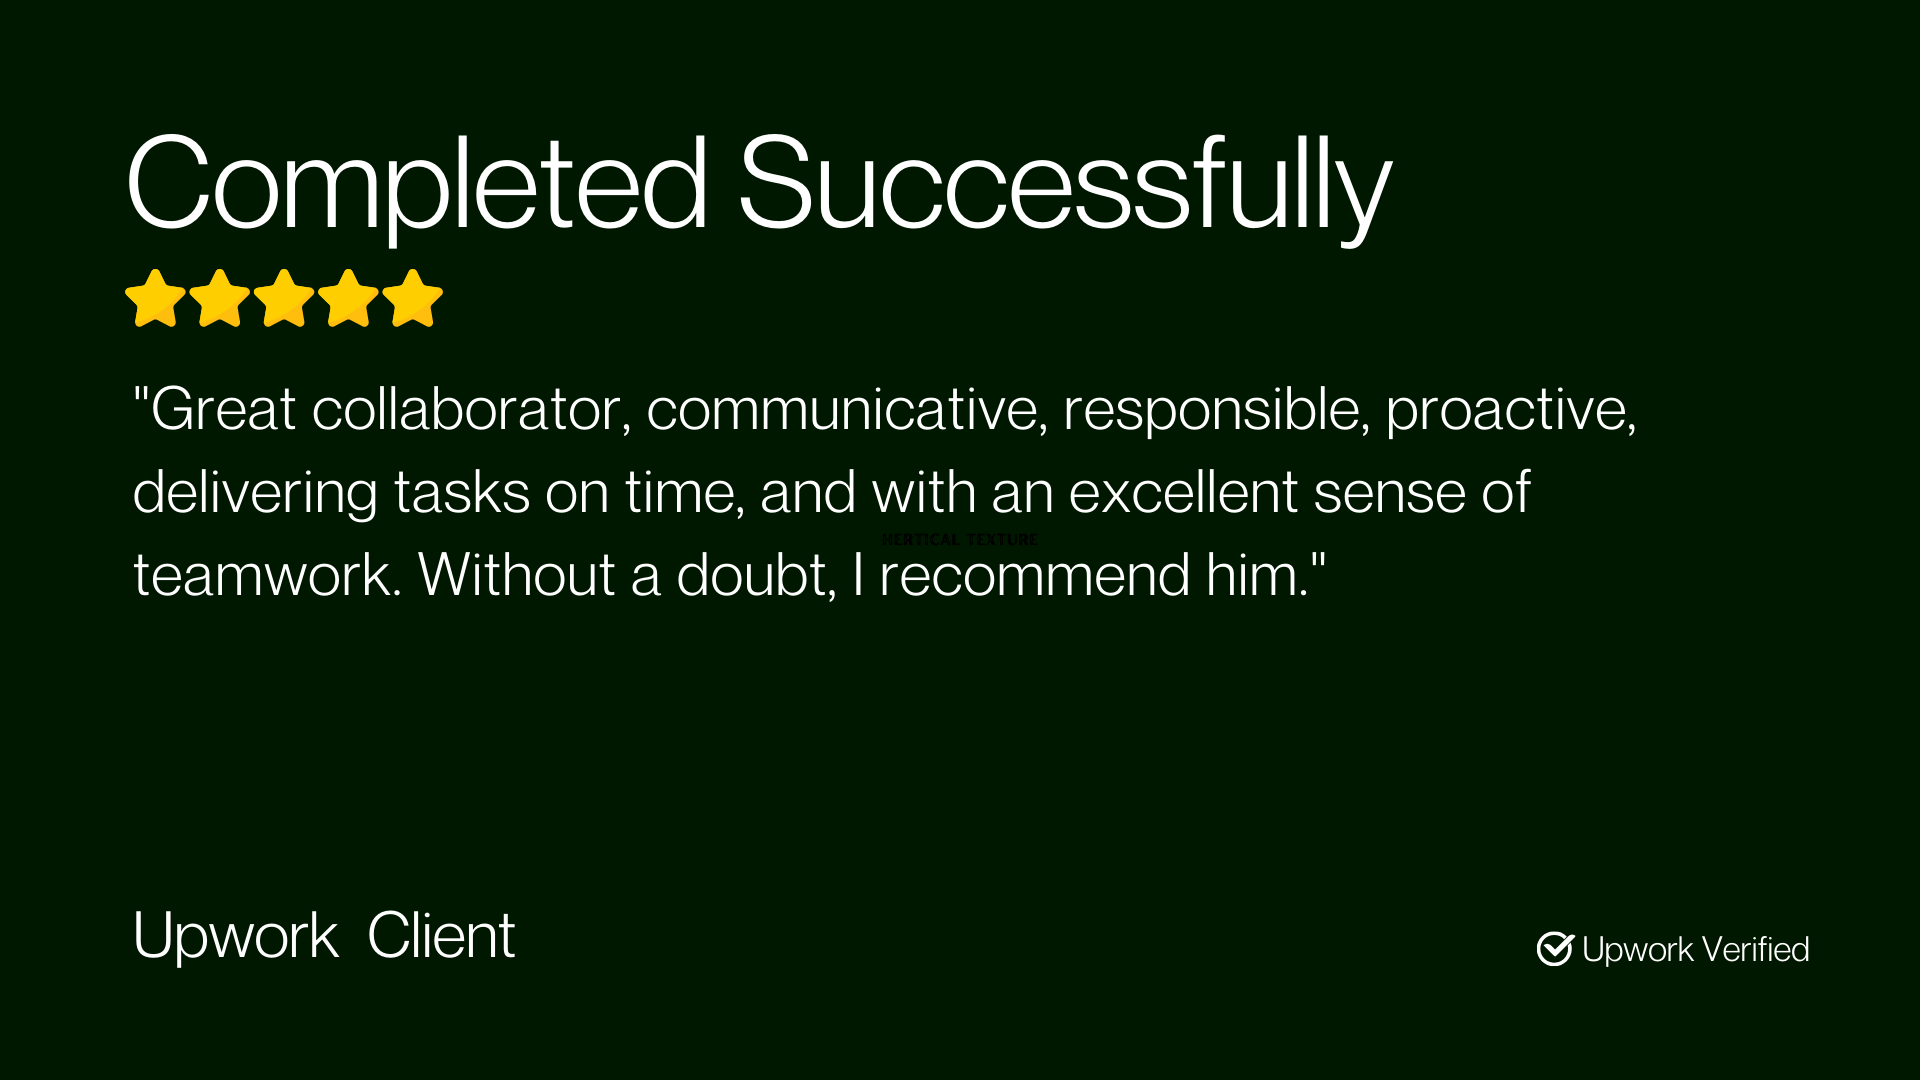 Completed Successfully
"Great collaborator, communicative, responsible, proactive,
delivering tasks on time, and with an excellent sense of
HERTICAL TEXTURE
teamwork. Without a doubt, I recommend him."
Upwork Client
Upwork Verified